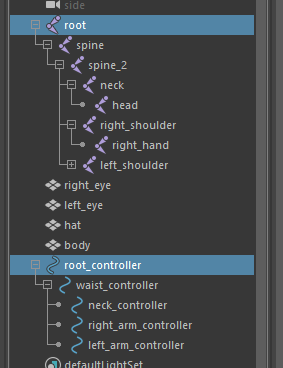 side
root
spine
spine_2
neck
head
right_shoulder
right_hand
left_shoulder
right_eye
left_eye
hat
body
root_controller
waist_controller
neck_controller
right_arm_controller
left_arm_controller
defaultLightSet